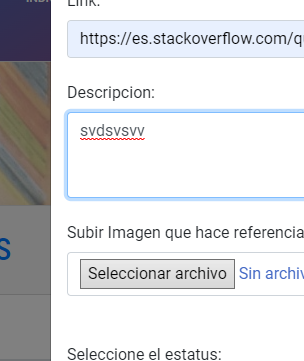 Link:
https://es.stackoverflow.com/q
Descripcion:
svdsvsvv
Subir Imagen que hace referencia
Seleccionar archivo Sin archiv
Seleccione el estatus: